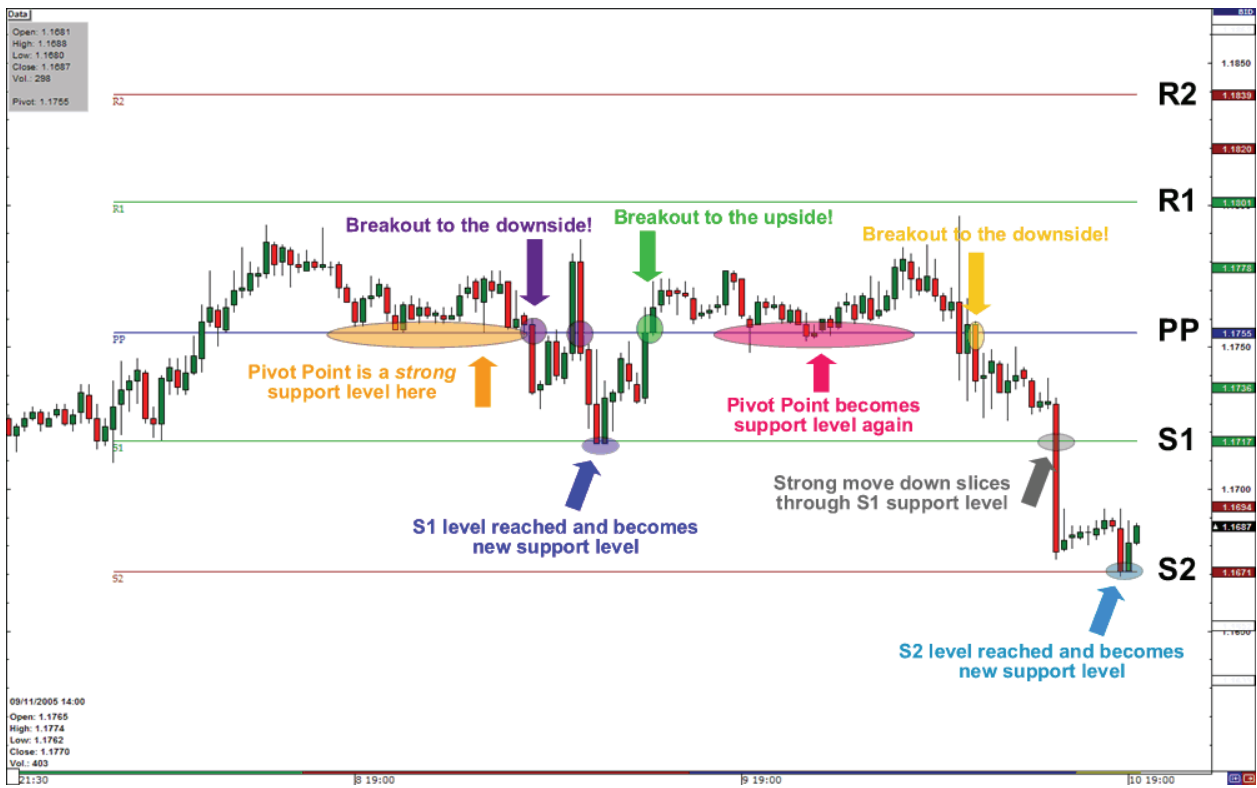 Data
BID
Open: 1.1681
High: 1.1688
Low: 1.1680
Close: 1.1687
Vol.: 298
Pivot: 1.1755
1.1850
R2
R2
1.1839
1.1820
R1
R1
1.1801
Breakout to the downside!
Breakout to the upside!
Breakout to the downside!
1.1778
PP
PP
1.1755
1.1750
Pivot Point is a strong
support level here
1.1736
Pivot Point becomes
support level again
S1
S1
1.1717
Strong move down slices
through S1 support level
1.1700
1.1694
1.1687
S1 level reached and becomes
new support level
S2
S2
1.1671
S2 level reached and becomes
new support level
09/11/2005 14:00
Open: 1.1765
High: 1.1774
Low: 1.1762
Close: 1.1770
Vol.: 403
21:30
8 19:00
9 19:00
10 19:00